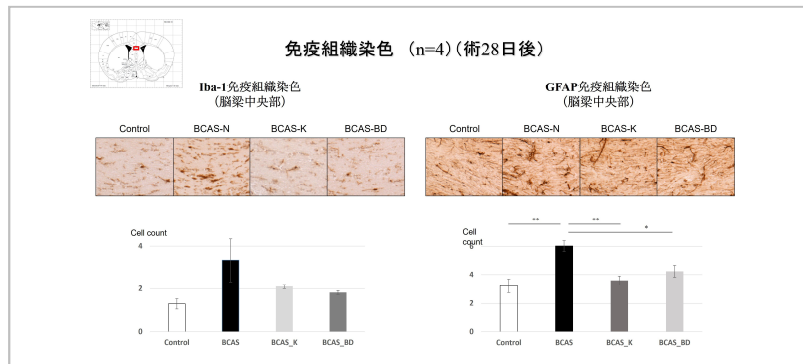 免疫組織染色 (n=4)(術28日後)
Iba-1免疫組織染色
(脳梁中央部)
Control BCAS-N BCAS-K BCAS-BD
Cell count
4
2
0
Control BCAS BCAS_K BCAS_BD
GFAP免疫組織染色
(脳梁中央部)
Control BCAS-N BCAS-K BCAS-BD
** ** *
Cell
count
6
4
2
0
Control BCAS BCAS_K BCAS_BD